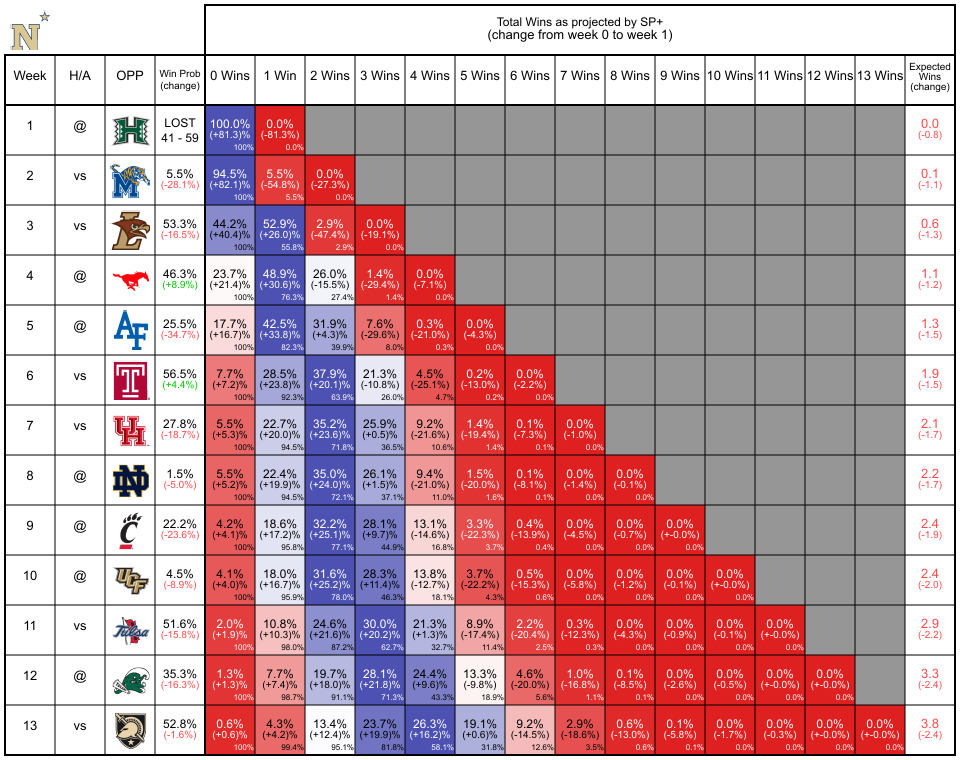 N
Total Wins as projected by SP+
(change from week 0 to week 1)
Week H/A OPP Win Prob (change) 0 Wins 1 Win 2 Wins 3 Wins 4 Wins 5 Wins 6 Wins 7 Wins 8 Wins 9 Wins 10 Wins 11 Wins 12 Wins 13 Wins Expected Wins (change)
1 @ H LOST 100.0% 0.0% 0.0
41 - 59 (+81.3)% (-81.3%) (-0.8)
100% 0.0%
2 vs M 5.5% 94.5% 5.5% 0.0% 0.1
(-28.1%) (+82.1)% (-54.8%) (-27.3%) (-1.1)
100% 5.5% 0.0%
3 vs L 53.3% 44.2% 52.9% 2.9% 0.0% 0.6
(-16.5%) (+40.4)% (+26.0)% (-47.4%) (-19.1%) (-1.3)
100% 55.8% 2.9% 0.0%
4 @ 46.3% 23.7% 48.9% 26.0% 1.4% 0.0% 1.1
(+8.9%) (+21.4)% (+30.6)% (-15.5%) (-29.4%) (-7.1%) (-1.2)
100% 76.3% 27.4% 1.4% 0.0%
5 @ AF 25.5% 17.7% 42.5% 31.9% 7.6% 0.3% 0.0% 1.3
(-34.7%) (+16.7)% (+33.8)% (+4.3)% (-29.6%) (-21.0%) (-4.3%) (-1.5)
100% 82.3% 39.9% 8.0% 0.3% 0.0%
6 vs T 56.5% 7.7% 28.5% 37.9% 21.3% 4.5% 0.2% 0.0% 1.9
(+4.4%) (+7.2)% (+23.8)% (+20.1)% (-10.8%) (-25.1%) (-13.0%) (-2.2%) (-1.5)
100% 92.3% 63.9% 26.0% 4.7% 0.2% 0.0%
7 vs UH 27.8% 5.5% 22.7% 35.2% 25.9% 9.2% 1.4% 0.1% 0.0% 2.1
(-18.7%) (+5.3)% (+20.0)% (+23.6)% (+0.5)% (-21.6%) (-19.4%) (-7.3%) (-1.0%) (-1.7)
100% 94.5% 71.8% 36.5% 10.6% 1.4% 0.1% 0.0%
8 @ ND 1.5% 5.5% 22.4% 35.0% 26.1% 9.4% 1.5% 0.1% 0.0% 0.0% 2.2
(-5.0%) (+5.2)% (+19.9)% (+24.0)% (+1.5)% (-21.0%) (-20.0%) (-8.1%) (-1.4%) (-0.1%) (-1.7)
100% 94.5% 72.1% 37.1% 11.0% 1.6% 0.1% 0.0% 0.0%
9 @ C 22.2% 4.2% 18.6% 32.2% 28.1% 13.1% 3.3% 0.4% 0.0% 0.0% 0.0% 2.4
(-23.6%) (+4.1)% (+17.2)% (+25.1)% (+9.7)% (-14.6%) (-22.3%) (-13.9%) (-4.5%) (-0.7%) (+-0.0%) (-1.9)
100% 95.8% 77.1% 44.9% 16.8% 3.7% 0.4% 0.0% 0.0% 0.0%
10 @ UCF 4.5% 4.1% 18.0% 31.6% 28.3% 13.8% 3.7% 0.5% 0.0% 0.0% 0.0% 0.0% 2.4
(-8.9%) (+4.0)% (+16.7)% (+25.2)% (+11.4)% (-12.7%) (-22.2%) (-15.3%) (-5.8%) (-1.2%) (-0.1%) (+-0.0%) (-2.0)
100% 95.9% 78.0% 46.3% 18.1% 4.3% 0.6% 0.0% 0.0% 0.0% 0.0%
11 vs Tulsa 51.6% 2.0% 10.8% 24.6% 30.0% 21.3% 8.9% 2.2% 0.3% 0.0% 0.0% 0.0% 0.0% 2.9
(-15.8%) (+1.9)% (+10.3)% (+21.6)% (+20.2)% (+1.3)% (-17.4%) (-20.4%) (-12.3%) (-4.3%) (-0.9%) (-0.1%) (+-0.0%) (-2.2)
100% 98.0% 87.2% 62.7% 32.7% 11.4% 2.5% 0.3% 0.0% 0.0% 0.0% 0.0%
12 @ 35.3% 1.3% 7.7% 19.7% 28.1% 24.4% 13.3% 4.6% 1.0% 0.1% 0.0% 0.0% 0.0% 0.0% 3.3
(-16.3%) (+1.3)% (+7.4)% (+18.0)% (+21.8)% (+9.6)% (-9.8%) (-20.0%) (-16.8%) (-8.5%) (-2.6%) (-0.5%) (+-0.0%) (+-0.0%) (-2.4)
100% 98.7% 91.1% 71.3% 43.3% 18.9% 5.6% 1.1% 0.1% 0.0% 0.0% 0.0% 0.0%
13 vs 52.8% 0.6% 4.3% 13.4% 23.7% 26.3% 19.1% 9.2% 2.9% 0.6% 0.1% 0.0% 0.0% 0.0% 0.0% 3.8
(-1.6%) (+0.6)% (+4.2)% (+12.4)% (+19.9)% (+16.2)% (+0.6)% (-14.5%) (-18.6%) (-13.0%) (-5.8%) (-1.7%) (-0.3%) (+-0.0%) (+-0.0%) (-2.4)
100% 99.4% 95.1% 81.8% 58.1% 31.8% 12.6% 3.5% 0.6% 0.1% 0.0% 0.0% 0.0% 0.0%